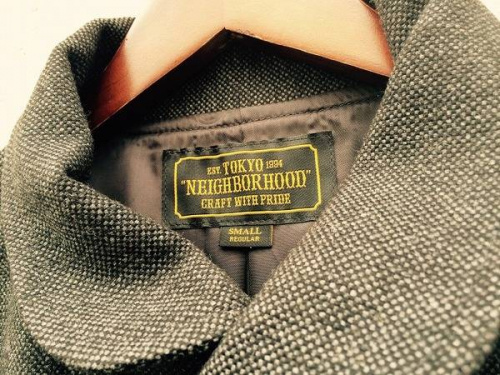 EST. TOKYO 1994
"NEIGHBORHOOD"
CRAFT WITH PRIDE
SMALL
REGULAR